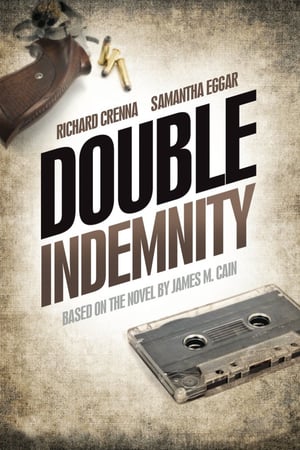 RICHARD CRENNA SAMANTHA EGGAR
DOUBLE
INDEMNITY
BASED ON THE NOVEL BY JAMES M. CAIN